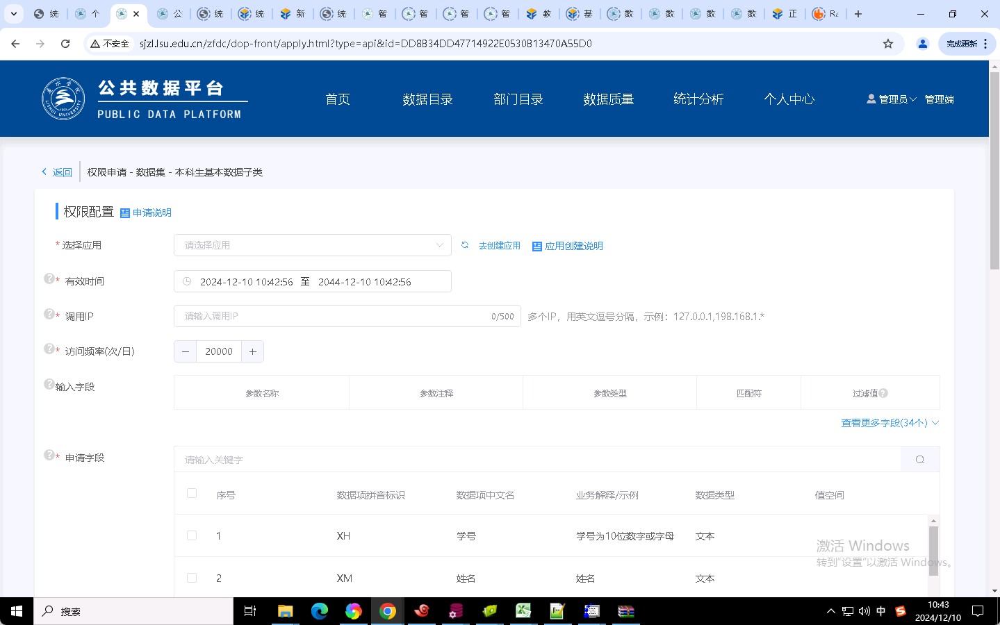 统
个
公
统
统
新
统
智
智
智
智
教
基
数
数
数
数
正
Ra
不安全
sjzl.lsu.edu.cn/zfdc/dop-front/apply.html?type=api&id=DD8B34DD47714922E0530B13470A55D0
完成更新
LISHUI UNIVERSITY
公共数据平台
PUBLIC DATA PLATFORM
首页
数据目录
部门目录
数据质量
统计分析
个人中心
管理员
管理端
返回
权限申请 - 数据集 - 本科生基本数据子类
权限配置 申请说明
* 选择应用 请选择应用 去创建应用 应用创建说明
* 有效时间 2024-12-10 10:42:56 至 2044-12-10 10:42:56
* 调用IP 请输入调用IP 0/500 多个IP，用英文逗号分隔，示例：127.0.0.1,198.168.1.*
* 访问频率(次/日) 20000
输入字段 参数名称 参数注释 参数类型 匹配符 过滤值
查看更多字段(34个)
* 申请字段 请输入关键字
序号 数据项拼音标识 数据项中文名 业务解释/示例 数据类型 值空间
1 XH 学号 学号为10位数字或字母 文本
2 XM 姓名 姓名 文本
激活 Windows
转到"设置"以激活 Windows。
搜索
中
10:43
2024/12/10